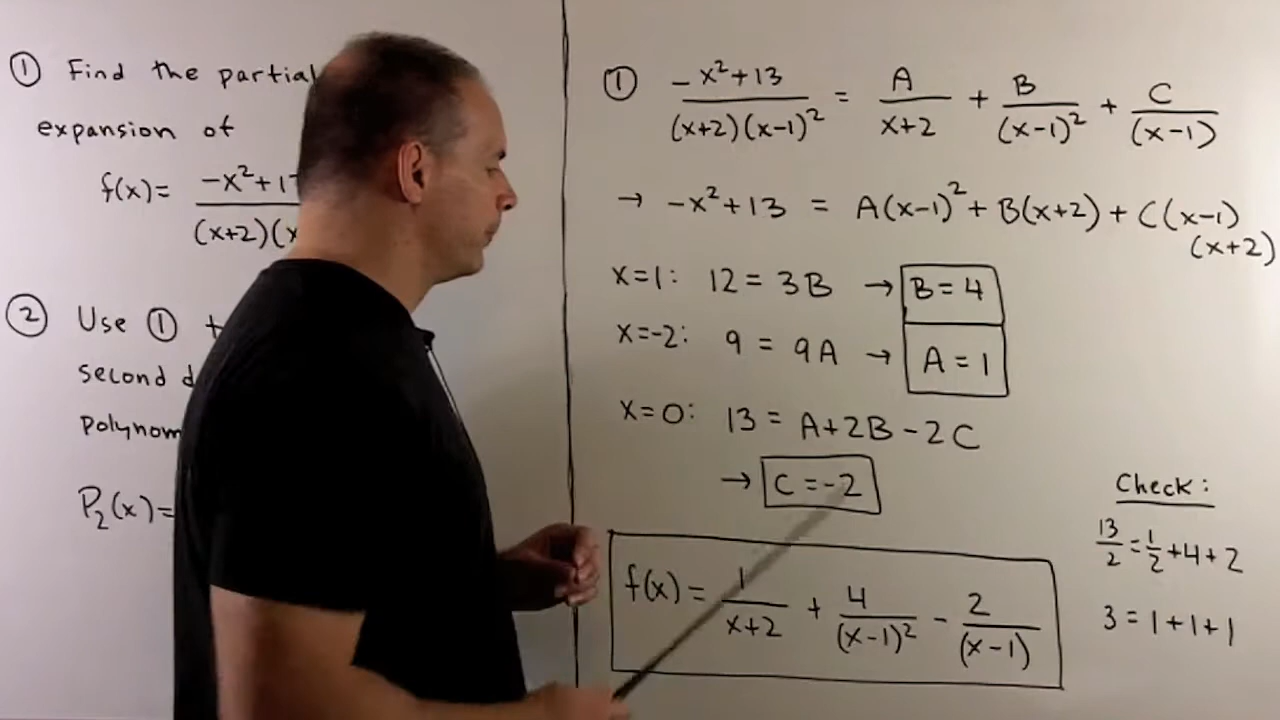 ① Find the partial
expansion of
f(x)= (-x²+1
(x+2)(x
② Use ①
second d
polynom
P₂(x)=
① (-x²+13)/((x+2)(x-1)²) = A/(x+2) + B/(x-1)² + C/(x-1)
→ -x²+13 = A(x-1)² + B(x+2) + C(x-1)
(x+2)
x=1: 12 = 3B → B = 4
x=-2: 9 = 9A → A = 1
x=0: 13 = A+2B-2C
→ C = -2
f(x) = 1/(x+2) + 4/(x-1)² - 2/(x-1)
Check:
13/2 = 1/2 + 4 + 2
3 = 1+1+1